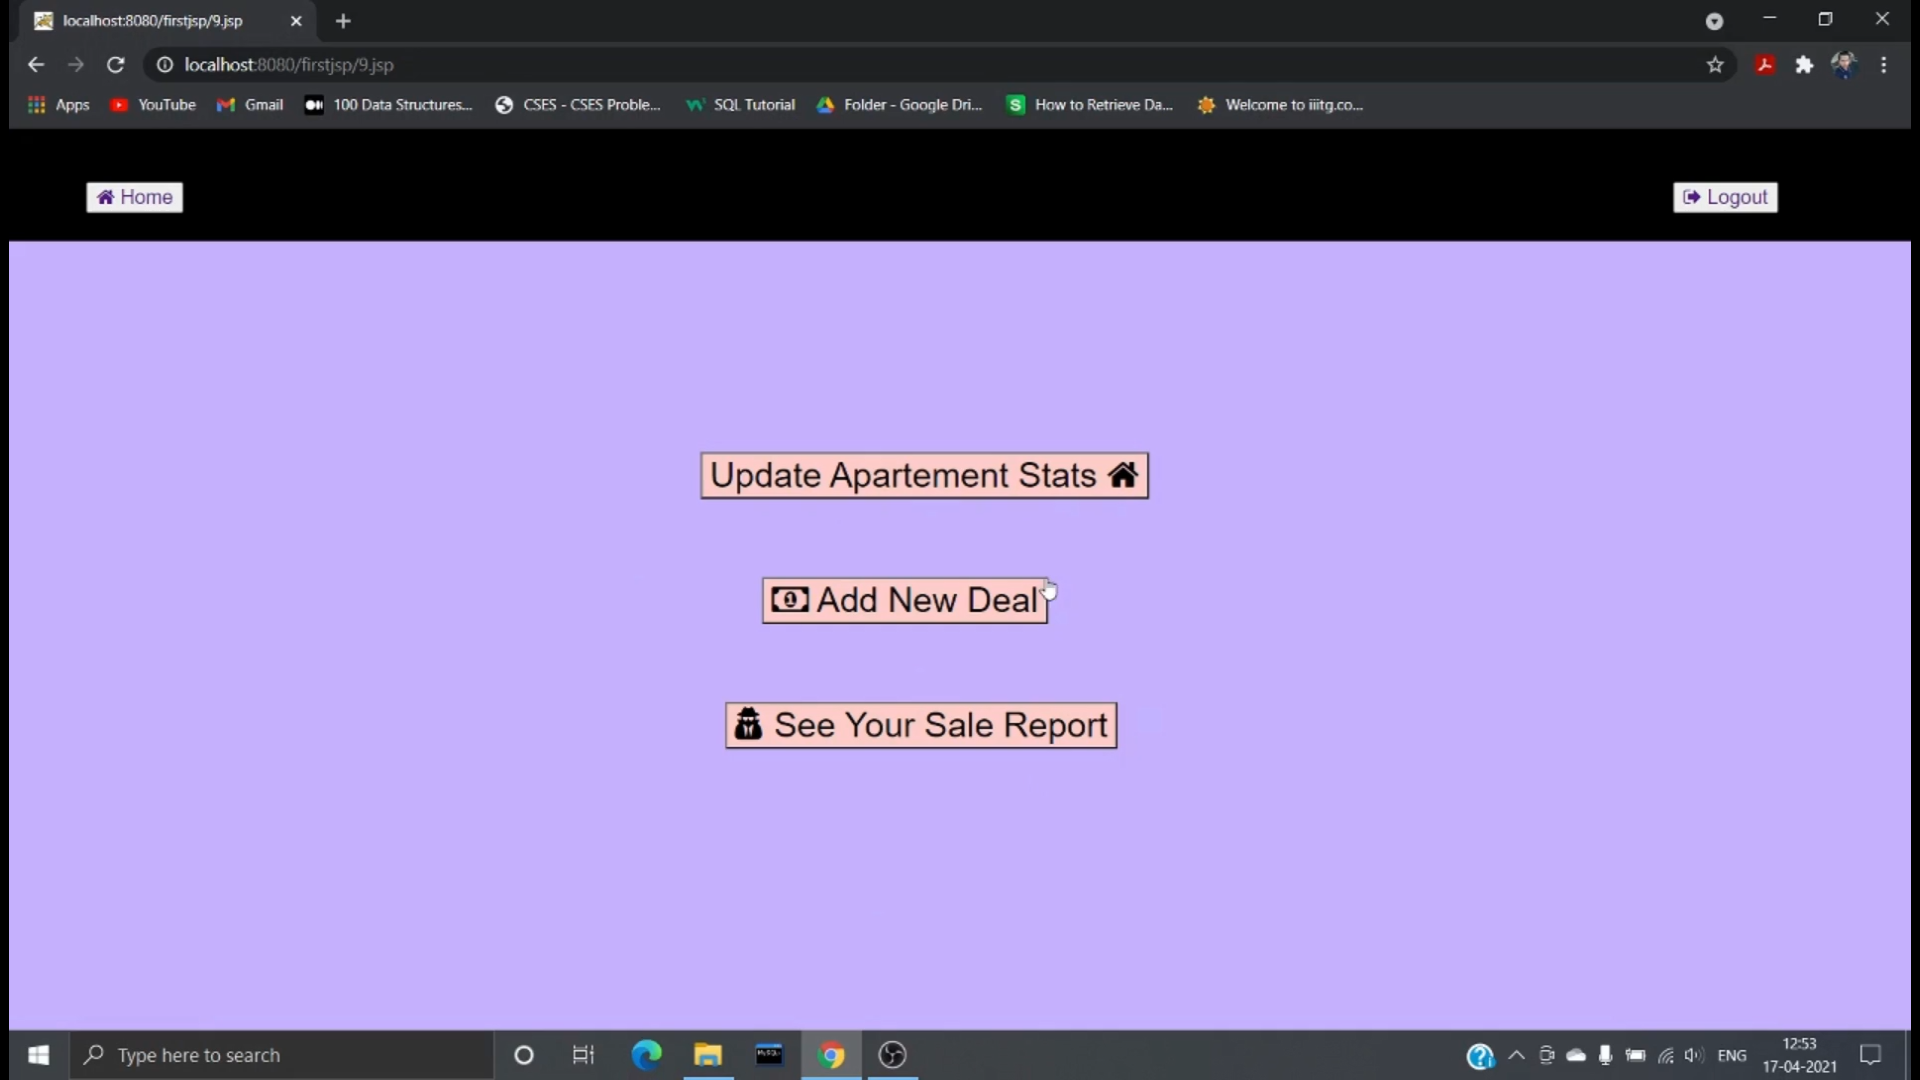 localhost:8080/firstjsp/9.jsp
localhost:8080/firstjsp/9.jsp
Apps YouTube Gmail 100 Data Structures... CSES - CSES Proble... SQL Tutorial Folder - Google Dri... How to Retrieve Da... Welcome to iiitg.co...
Home Logout
Update Apartement Stats
Add New Deal
See Your Sale Report
Type here to search
ENG
12:53
17-04-2021